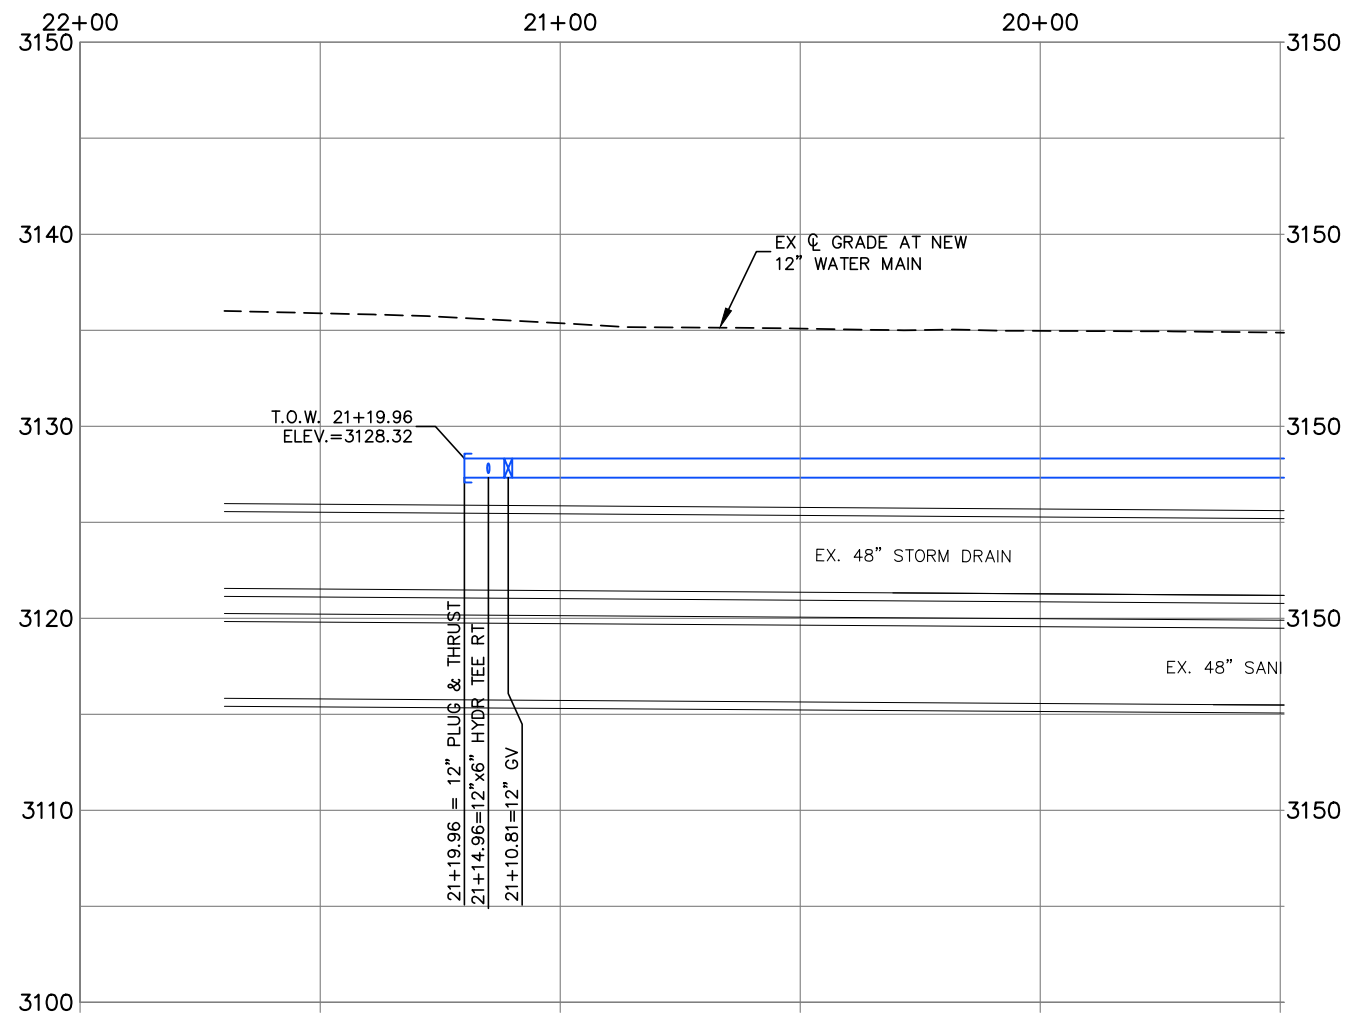 22+00
21+00
20+00
3150
3150
3140
3150
EX ℄ GRADE AT NEW
12" WATER MAIN
T.O.W. 21+19.96
ELEV.=3128.32
3130
3150
EX. 48" STORM DRAIN
3120
3150
EX. 48" SANI
21+19.96 = 12" PLUG & THRUST
21+14.96=12"x6" HYDR TEE RT
21+10.81=12" GV
3110
3150
3100